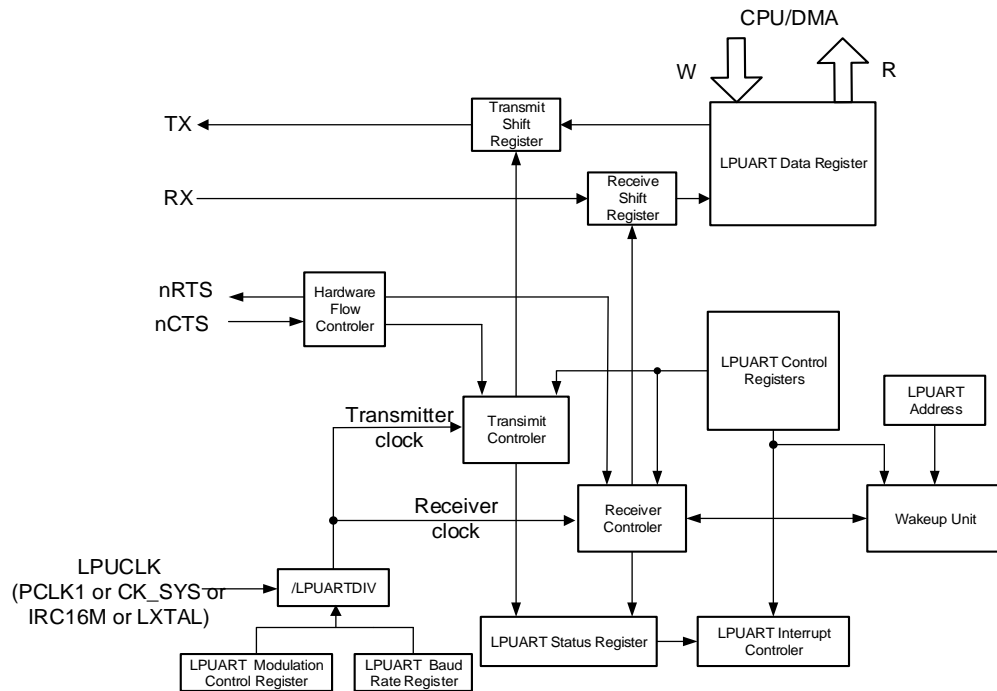 CPU/DMA
W
R
TX
Transmit
Shift
Register
LPUART Data Register
RX
Receive
Shift
Register
nRTS
nCTS
Hardware
Flow
Controler
LPUART Control
Registers
LPUART
Address
Transmitter
clock
Transimit
Controler
Receiver
clock
Receiver
Controler
Wakeup Unit
LPUCLK
(PCLK1 or CK_SYS or
IRC16M or LXTAL)
/LPUARTDIV
LPUART Status Register
LPUART Interrupt
Controler
LPUART Modulation
Control Register
LPUART Baud
Rate Register